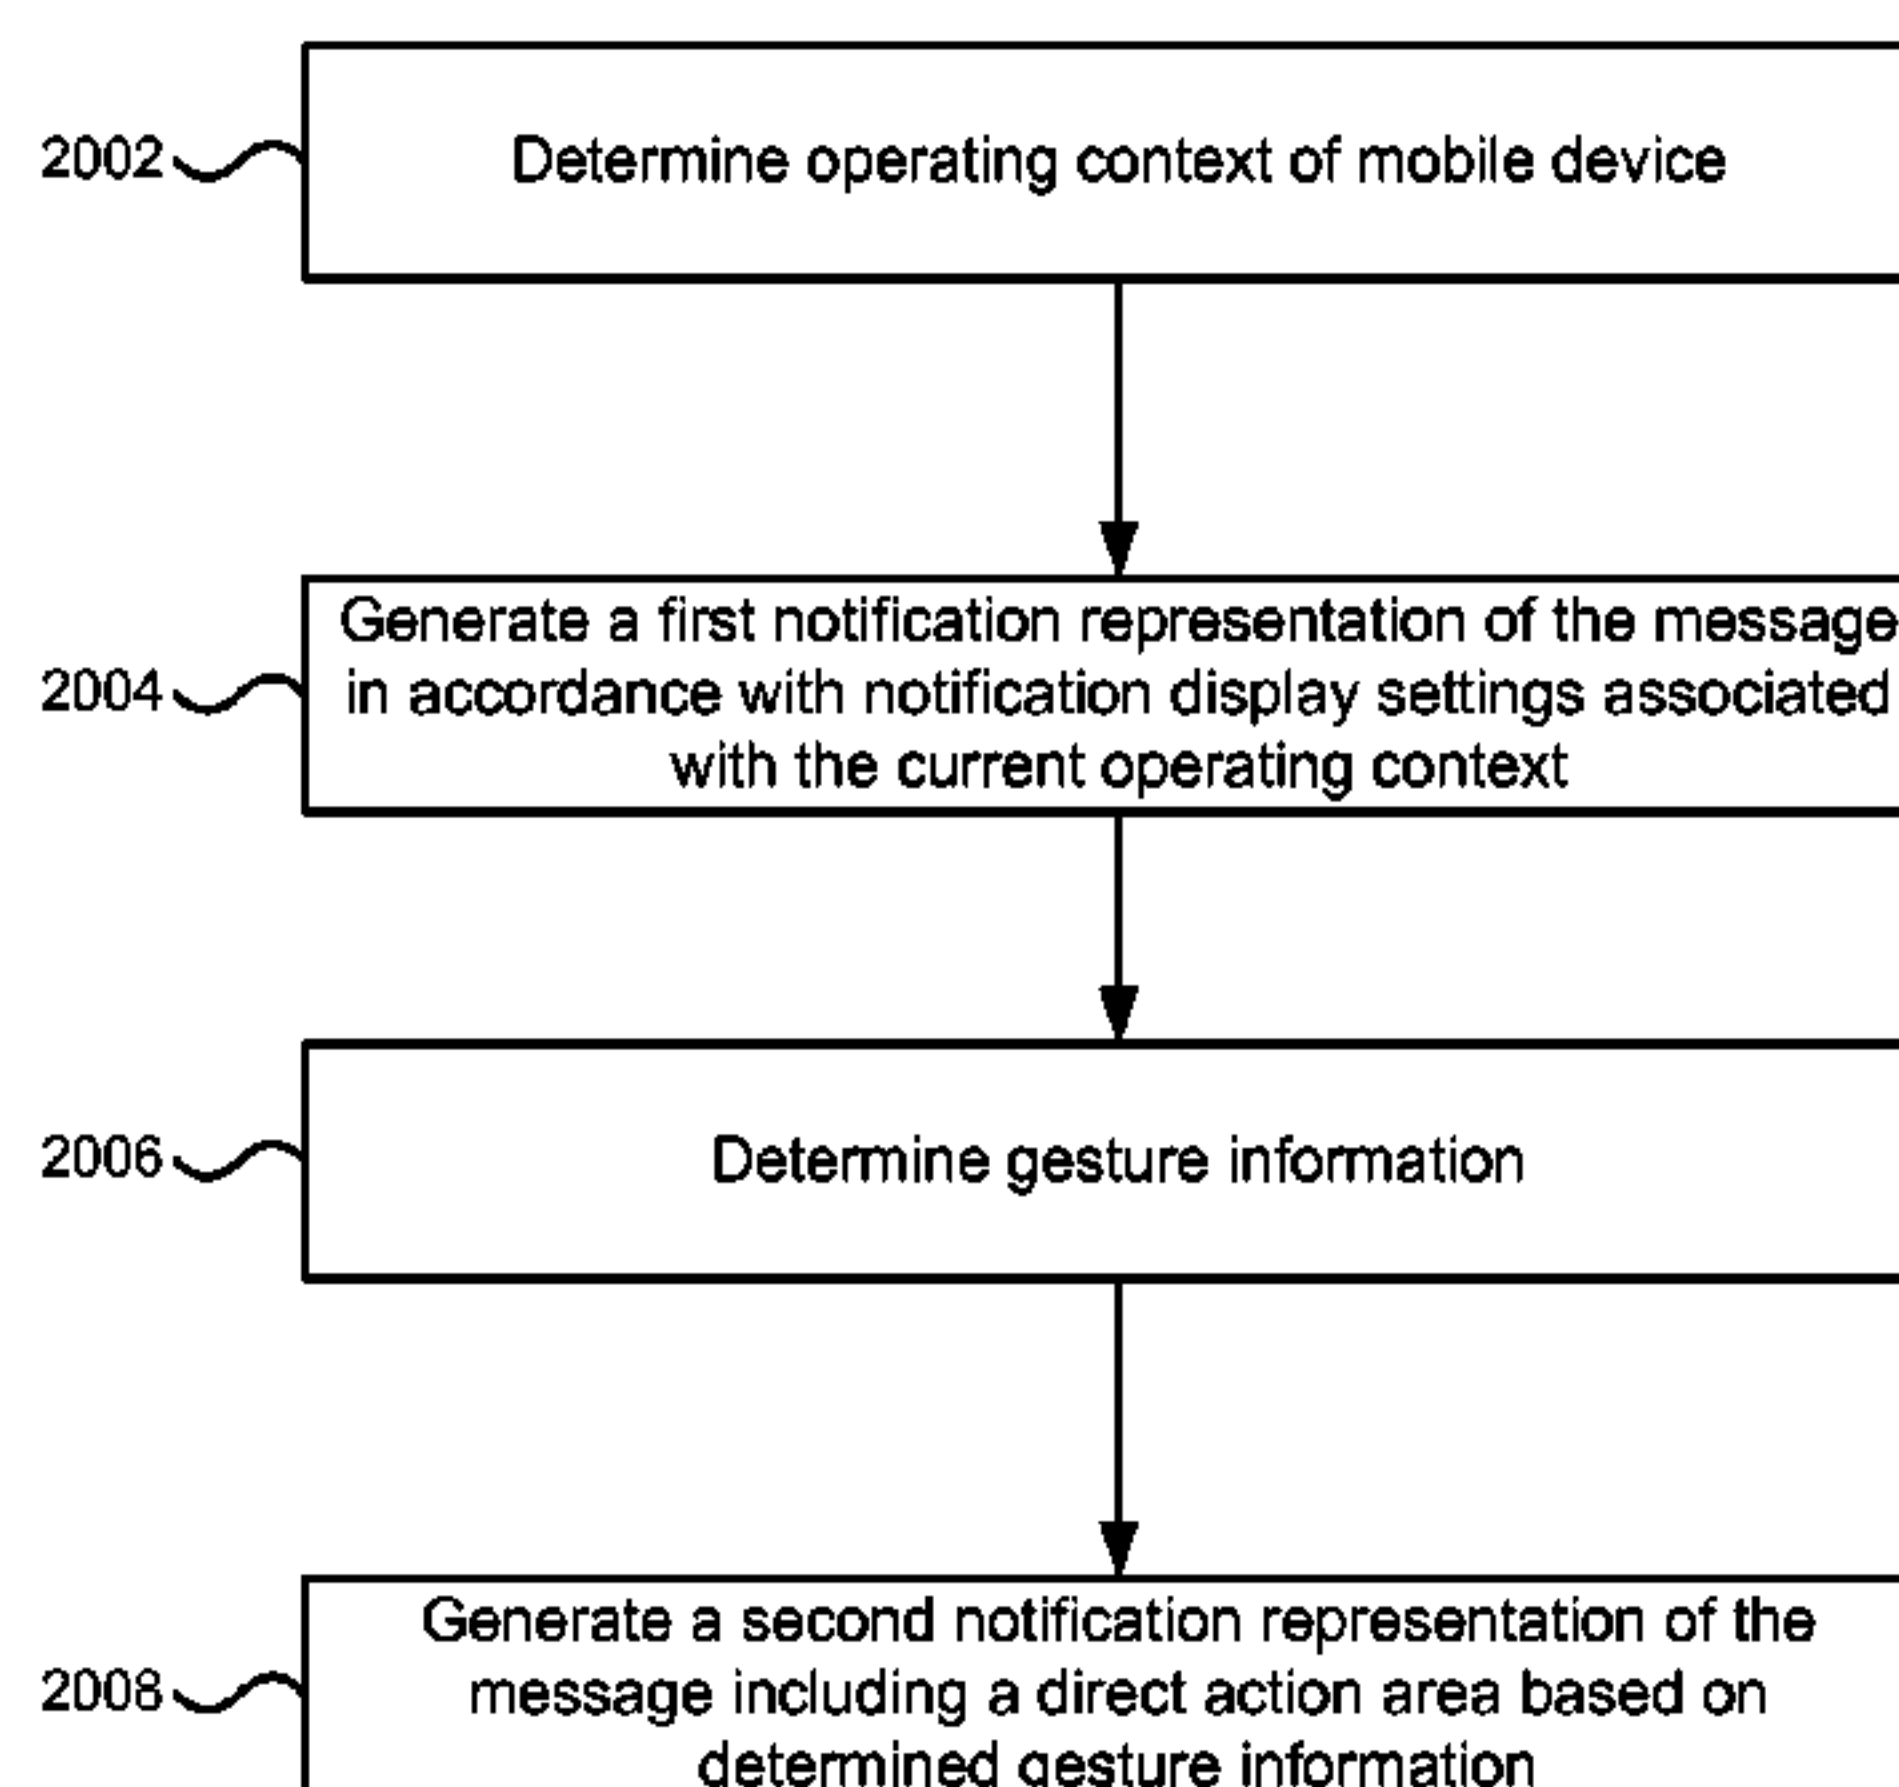 2002
Determine operating context of mobile device
Generate a first notification representation of the message
2004
in accordance with notification display settings associated
with the current operating context
2006
Determine gesture information
Generate a second notification representation of the
2008
message including a direct action area based on
determined gesture information